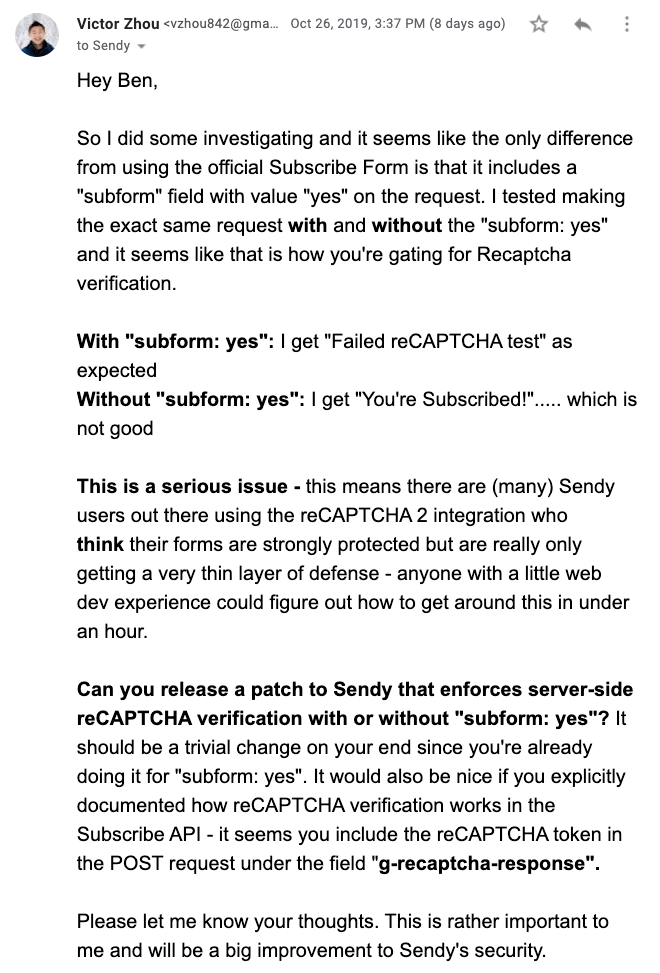 Victor Zhou <vzhou842@gma... Oct 26, 2019, 3:37 PM (8 days ago)
to Sendy
Hey Ben,
So I did some investigating and it seems like the only difference
from using the official Subscribe Form is that it includes a
"subform" field with value "yes" on the request. I tested making
the exact same request with and without the "subform: yes"
and it seems like that is how you're gating for Recaptcha
verification.
With "subform: yes": I get "Failed reCAPTCHA test" as
expected
Without "subform: yes": I get "You're Subscribed!"..... which is
not good
This is a serious issue - this means there are (many) Sendy
users out there using the reCAPTCHA 2 integration who
think their forms are strongly protected but are really only
getting a very thin layer of defense - anyone with a little web
dev experience could figure out how to get around this in under
an hour.
Can you release a patch to Sendy that enforces server-side
reCAPTCHA verification with or without "subform: yes"? It
should be a trivial change on your end since you're already
doing it for "subform: yes". It would also be nice if you explicitly
documented how reCAPTCHA verification works in the
Subscribe API - it seems you include the reCAPTCHA token in
the POST request under the field "g-recaptcha-response".
Please let me know your thoughts. This is rather important to
me and will be a big improvement to Sendy's security.